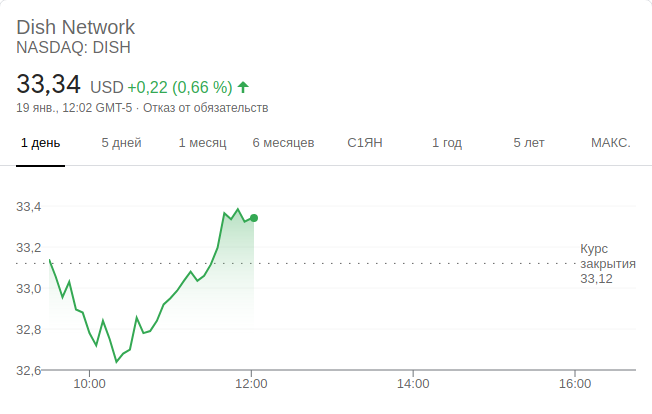 Dish Network
NASDAQ: DISH
33,34 USD +0,22 (0,66 %)
19 янв., 12:02 GMT-5 · Отказ от обязательств
1 день 5 дней 1 месяц 6 месяцев С1ЯН 1 год 5 лет МАКС.
33,4
33,2
Курс
закрытия
33,12
33,0
32,8
32,6
10:00 12:00 14:00 16:00